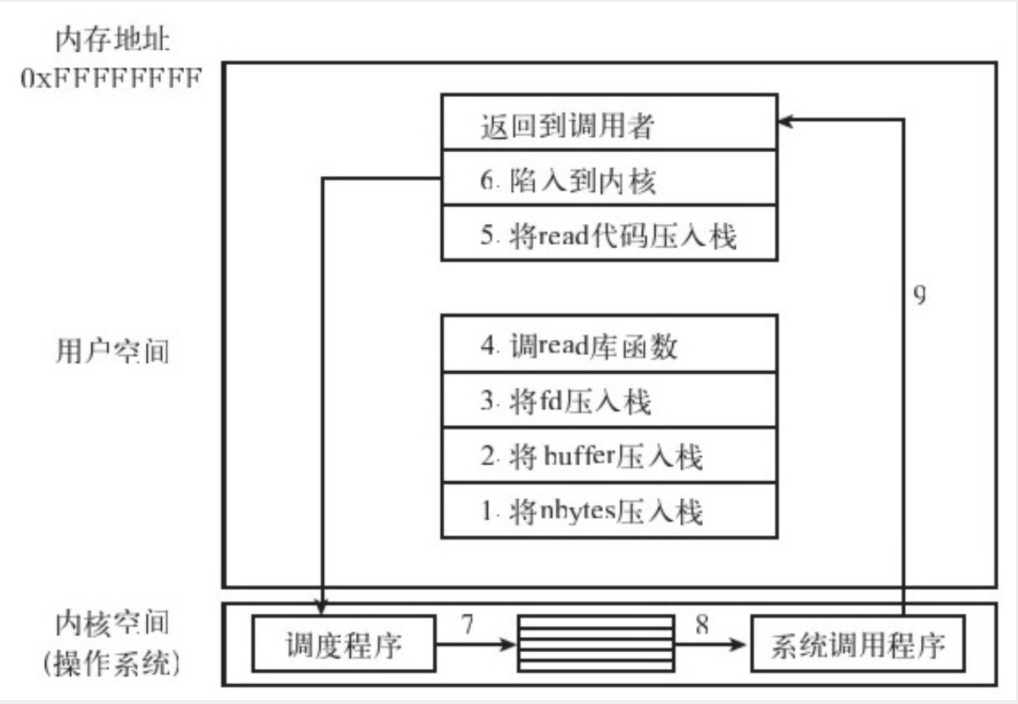 内存地址
0xFFFFFFFF
返回到调用者
6. 陷入到内核
5. 将read代码压入栈
9
用户空间
4. 调read库函数
3. 将fd压入栈
2. 将buffer压入栈
1. 将nbytes压入栈
内核空间
(操作系统)
调度程序
7
8
系统调用程序